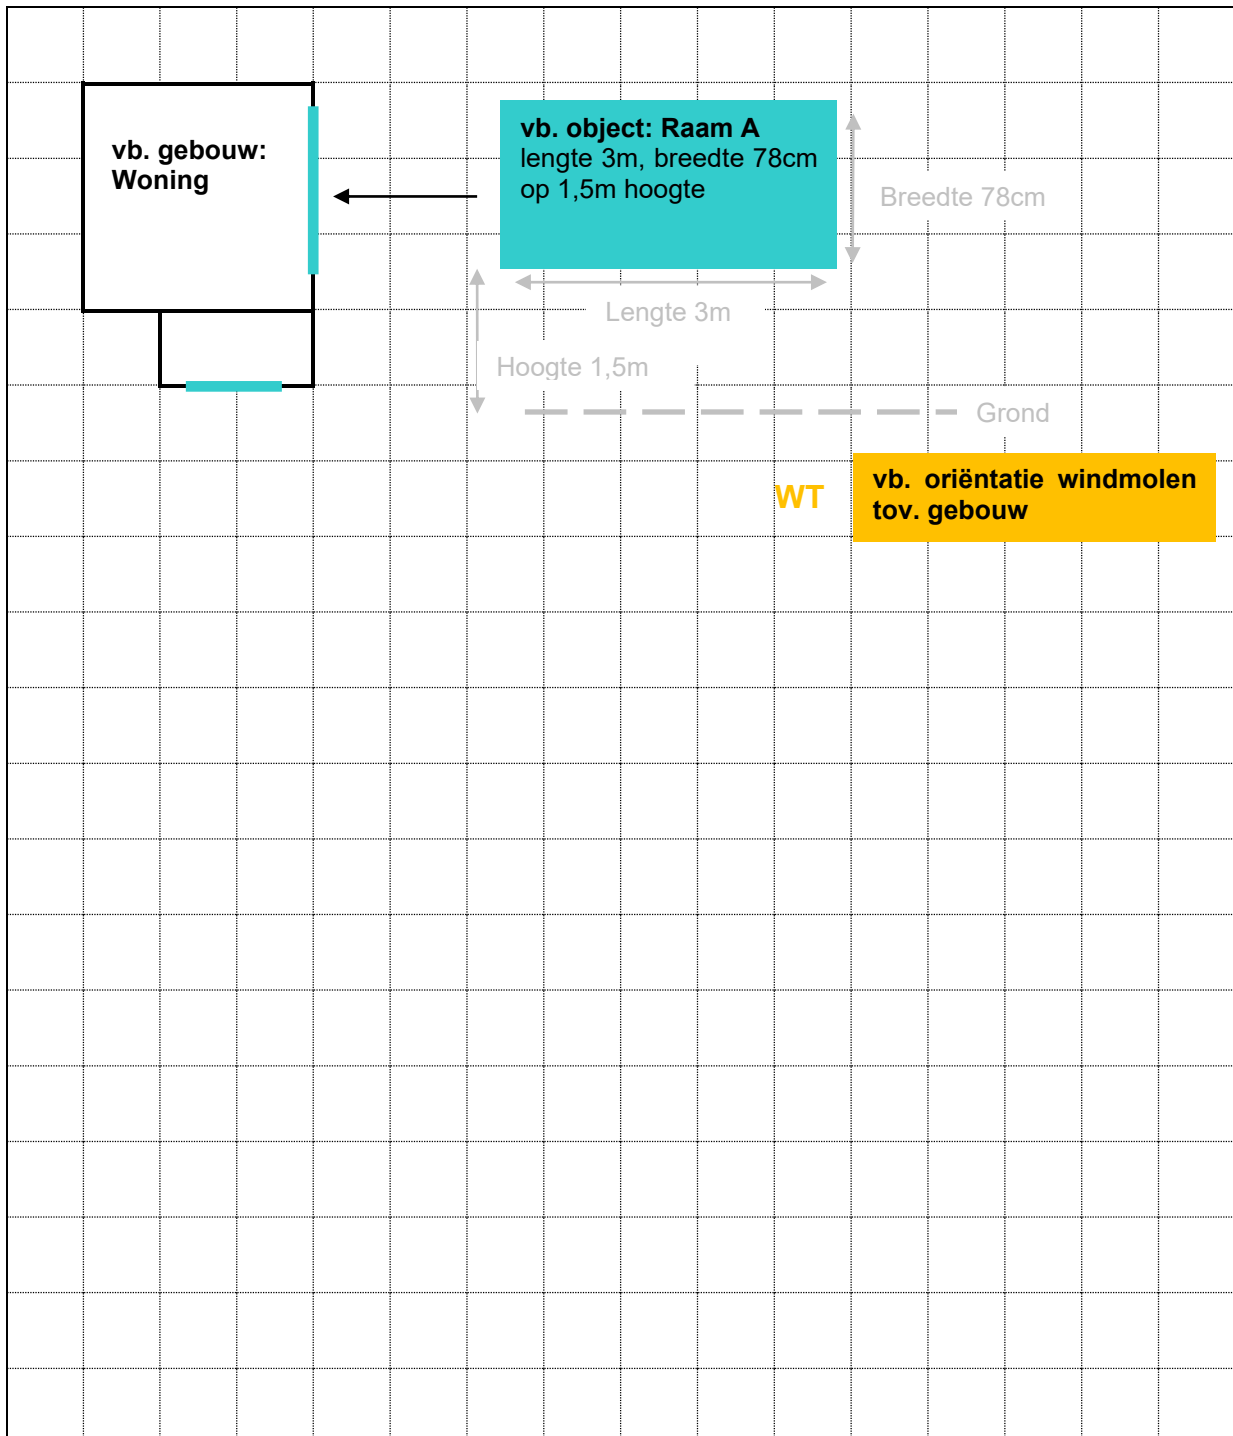 vb. gebouw:
Woning
vb. object: Raam A
lengte 3m, breedte 78cm
op 1,5m hoogte
Breedte 78cm
Lengte 3m
Hoogte 1,5m
Grond
WT
vb. oriëntatie windmolen
tov. gebouw